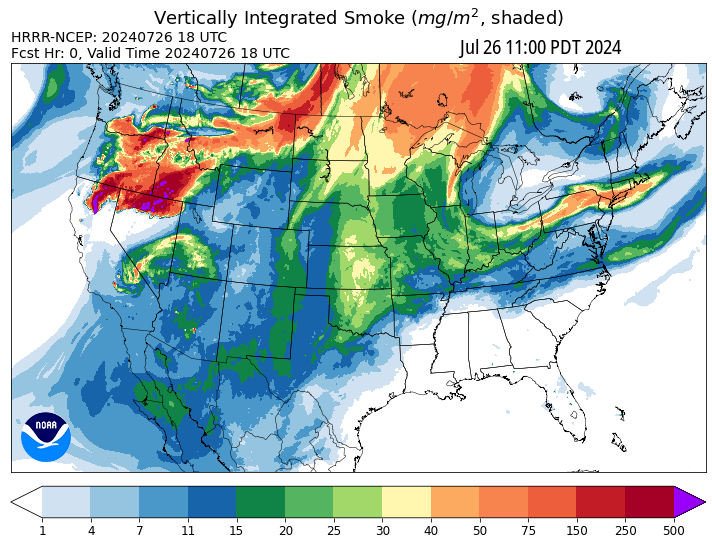 Vertically Integrated Smoke (mg/m², shaded)
HRRR-NCEP: 20240726 18 UTC
Fcst Hr: 0, Valid Time 20240726 18 UTC
Jul 26 11:00 PDT 2024
NOAA
1 4 7 11 15 20 25 30 40 50 75 150 250 500